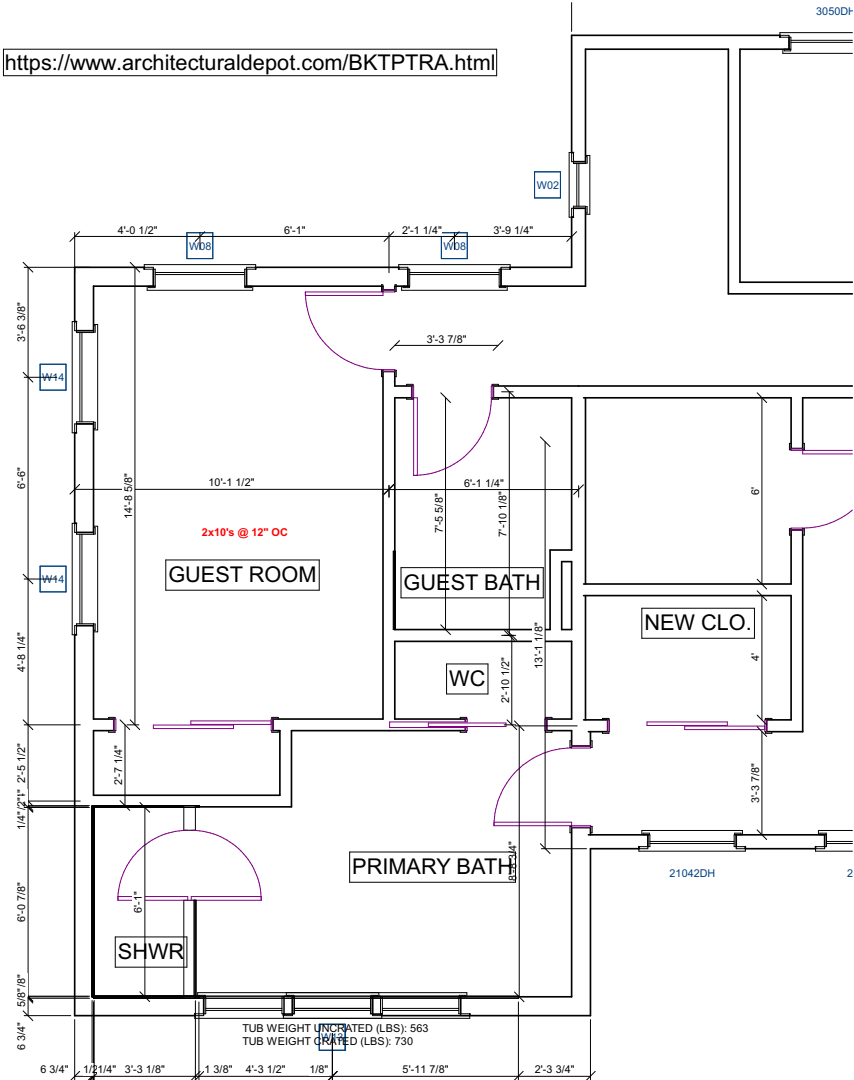 3050DH
https://www.architecturaldepot.com/BKTPTRA.html
W02
4'-0 1/2" 6'-1" 2'-1 1/4" 3'-9 1/4"
W08 W08
3'-6 3/8"
3'-3 7/8"
W14
6'-6"
14'-8 5/8"
10'-1 1/2" 6'-1 1/4"
7'-5 5/8"
7'-10 1/8"
6'
2x10's @ 12" OC
GUEST ROOM
GUEST BATH
W14
NEW CLO.
4'-8 1/4"
13'-1 1/8"
WC
2'-10 1/2"
4'
2'-5 1/2"
2'-7 1/4"
3'-3 7/8"
PRIMARY BATH
21042DH
2
6'-0 7/8"
6'-1"
SHWR
6 3/4"
TUB WEIGHT UNCRATED (LBS): 563
TUB WEIGHT CRATED (LBS): 730
6 3/4" 3'-3 1/8" 1 3/8" 4'-3 1/2" 1/8" 5'-11 7/8" 2'-3 3/4"